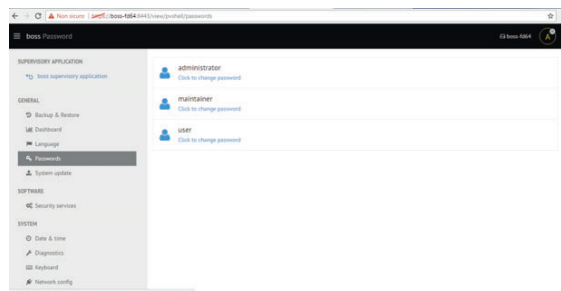 Non sicuro | https://boss-fd64:8443/view/pvshell/passwords
boss Password
boss-fd64
A
SUPERVISORY APPLICATION
boss supervisory application
GENERAL
Backup & Restore
Dashboard
Language
Passwords
System update
SOFTWARE
Security services
SYSTEM
Date & time
Diagnostics
Keyboard
Network config
administrator
Click to change password
maintainer
Click to change password
user
Click to change password